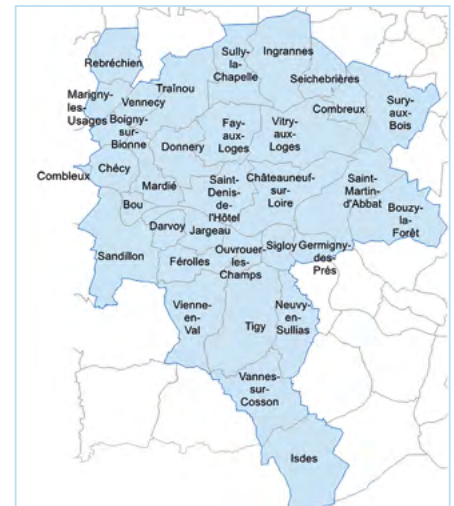 Rebréchien
Sully-
la-
Chapelle
Ingrannes
Seichebrières
Traînou
Marigny-
les-
Usages
Vennecy
Combreux
Sury-
aux-
Bois
Boigny-
sur-
Bionne
Fay-
aux-
Loges
Vitry-
aux-
Loges
Donnery
Chécy
Combleux
Mardié
Saint-
Denis-
de-
l'Hôtel
Châteauneuf-
sur-
Loire
Saint-
Martin-
d'Abbat
Bouzy-
la-
Forêt
Bou
Darvoy
Jargeau
Sandillon
Férolles
Ouvrouer-
les-
Champs
Sigloy
Germigny-
des-
Prés
Vienne-
en-
Val
Tigy
Neuvy-
en-
Sullias
Vannes-
sur-
Cosson
Isdes